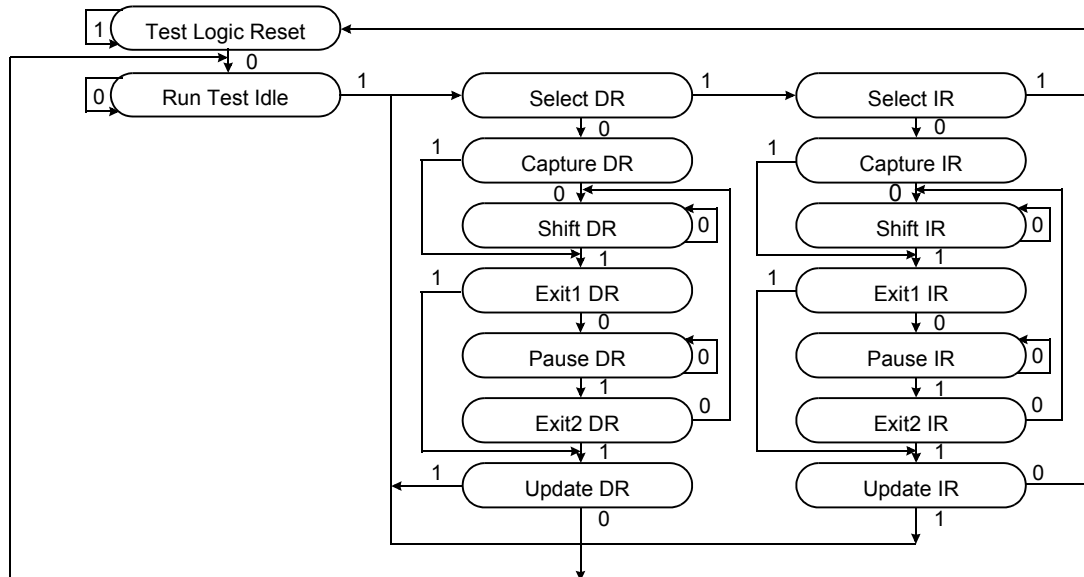 1 Test Logic Reset
0
0 Run Test Idle 1
Select DR 1
Select IR 1
0 0
1 Capture DR
1 Capture IR
0 0
Shift DR 0
Shift IR 0
1 1
1 Exit1 DR
1 Exit1 IR
0 0
Pause DR 0
Pause IR 0
1 1
Exit2 DR 0
Exit2 IR 0
1 1
1 Update DR
Update IR 0
0 1